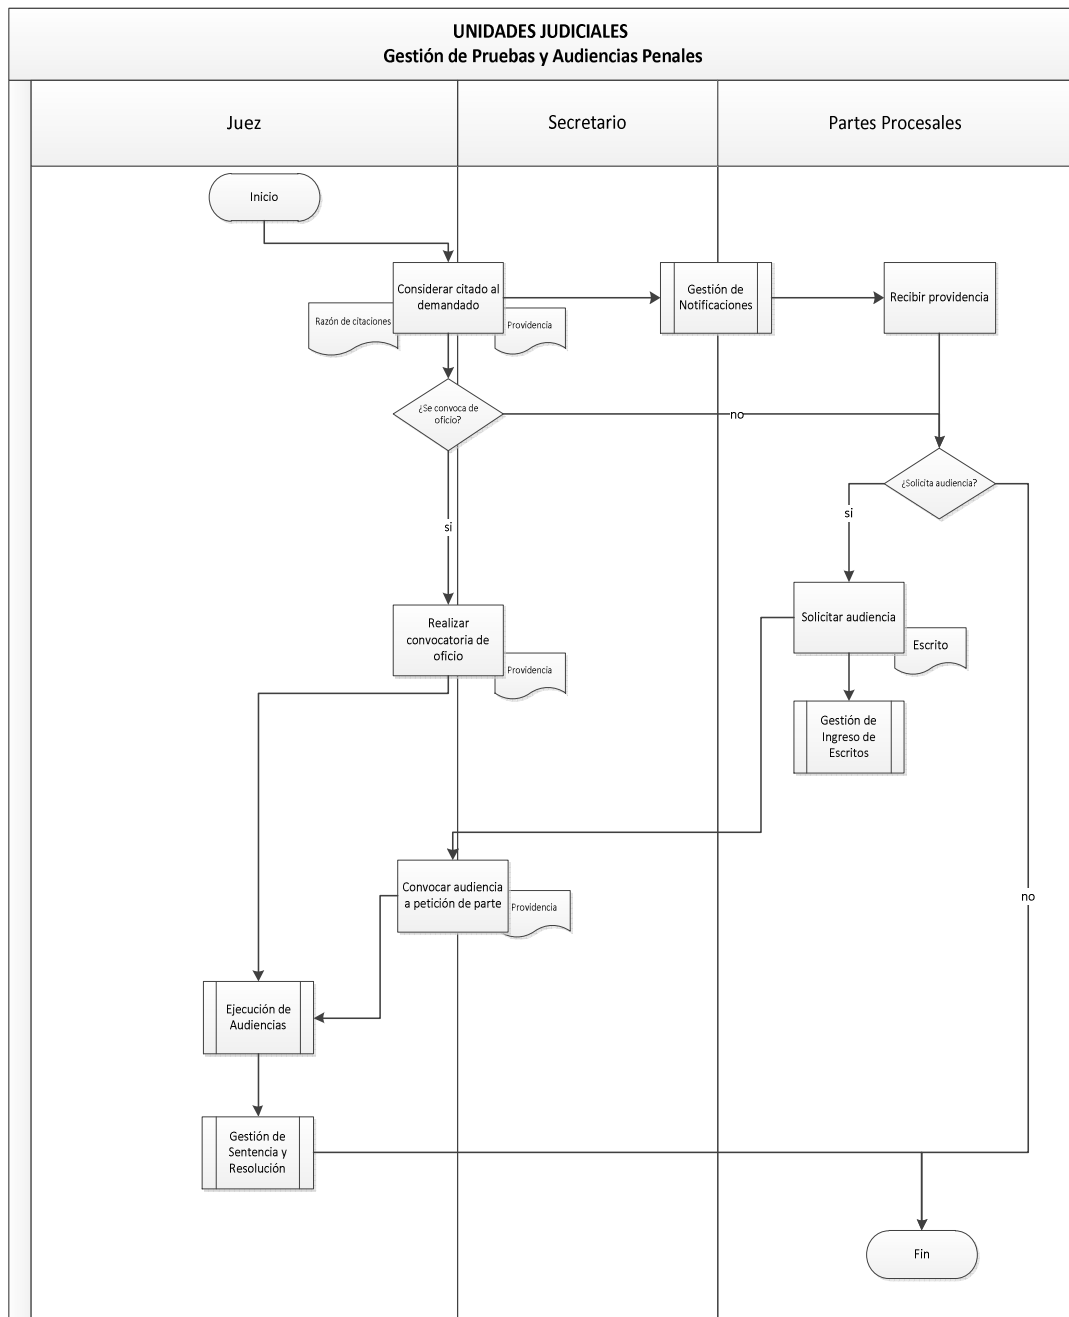 UNIDADES JUDICIALES
Gestión de Pruebas y Audiencias Penales
Juez
Secretario
Partes Procesales
Inicio
Considerar citado al
demandado
Razón de citaciones
Providencia
Gestión de
Notificaciones
Recibir providencia
¿Se convoca de
oficio?
no
¿Solicita audiencia?
si
si
Realizar
convocatoria de
oficio
Providencia
Solicitar audiencia
Escrito
Gestión de
Ingreso de
Escritos
Convocar audiencia
a petición de parte
Providencia
no
Ejecución de
Audiencias
Gestión de
Sentencia y
Resolución
Fin